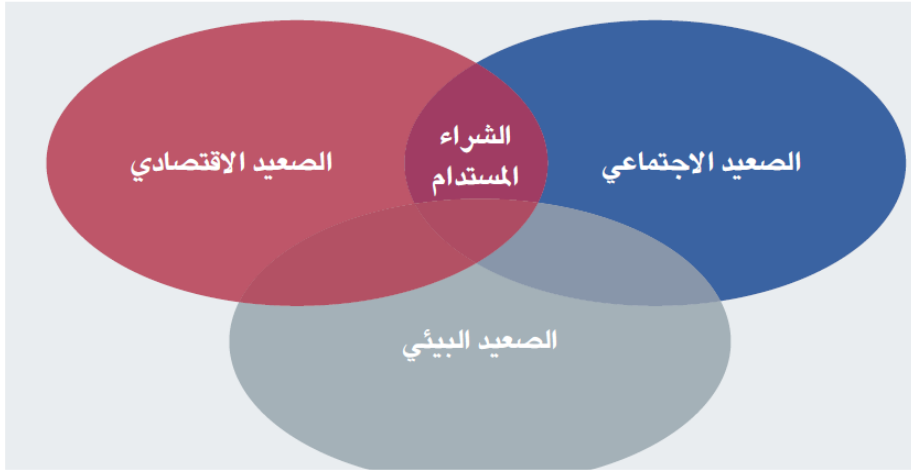 الصعيد الاجتماعي
الشراء
المستدام
الصعيد الاقتصادي
الصعيد البيئي